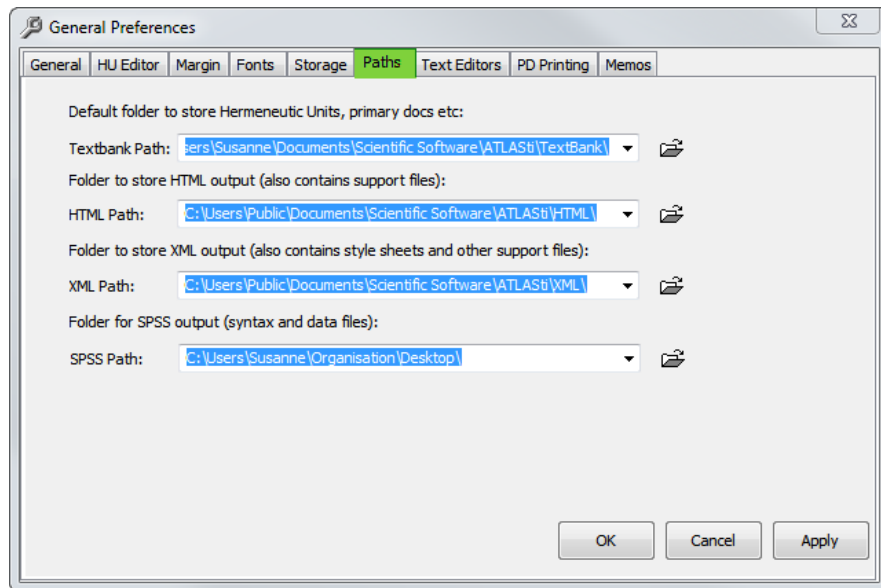 General Preferences
General HU Editor Margin Fonts Storage Paths Text Editors PD Printing Memos
Default folder to store Hermeneutic Units, primary docs etc:
Textbank Path: sers\Susanne\Documents\Scientific Software\ATLASti\TextBank\
Folder to store HTML output (also contains support files):
HTML Path: C:\Users\Public\Documents\Scientific Software\ATLASti\HTML\
Folder to store XML output (also contains style sheets and other support files):
XML Path: C:\Users\Public\Documents\Scientific Software\ATLASti\XML\
Folder for SPSS output (syntax and data files):
SPSS Path: C:\Users\Susanne\Organisation\Desktop\
OK Cancel Apply